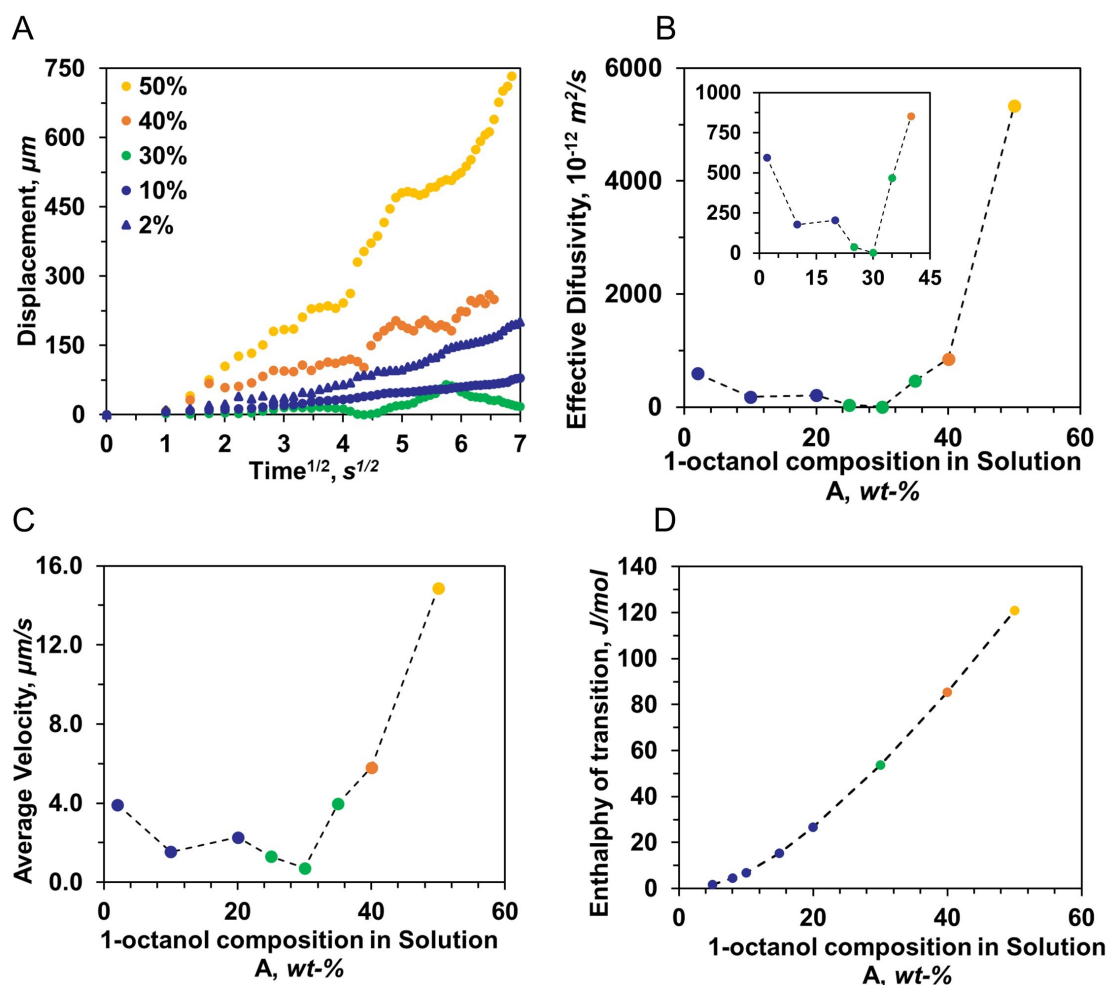 A
Displacement, µm
750
600
450
300
150
0
50%
40%
30%
10%
2%
0 1 2 3 4 5 6 7
Time1/2, s1/2
B
Effective Difusivity, 10-12 m2/s
6000
4000
2000
0
1000
750
500
250
0
0 15 30 45
0 20 40 60
1-octanol composition in Solution
A, wt-%
C
Average Velocity, µm/s
16.0
12.0
8.0
4.0
0.0
0 20 40 60
1-octanol composition in Solution
A, wt-%
D
Enthalphy of transition, J/mol
140
120
100
80
60
40
20
0
0 20 40 60
1-octanol composition in Solution
A, wt-%